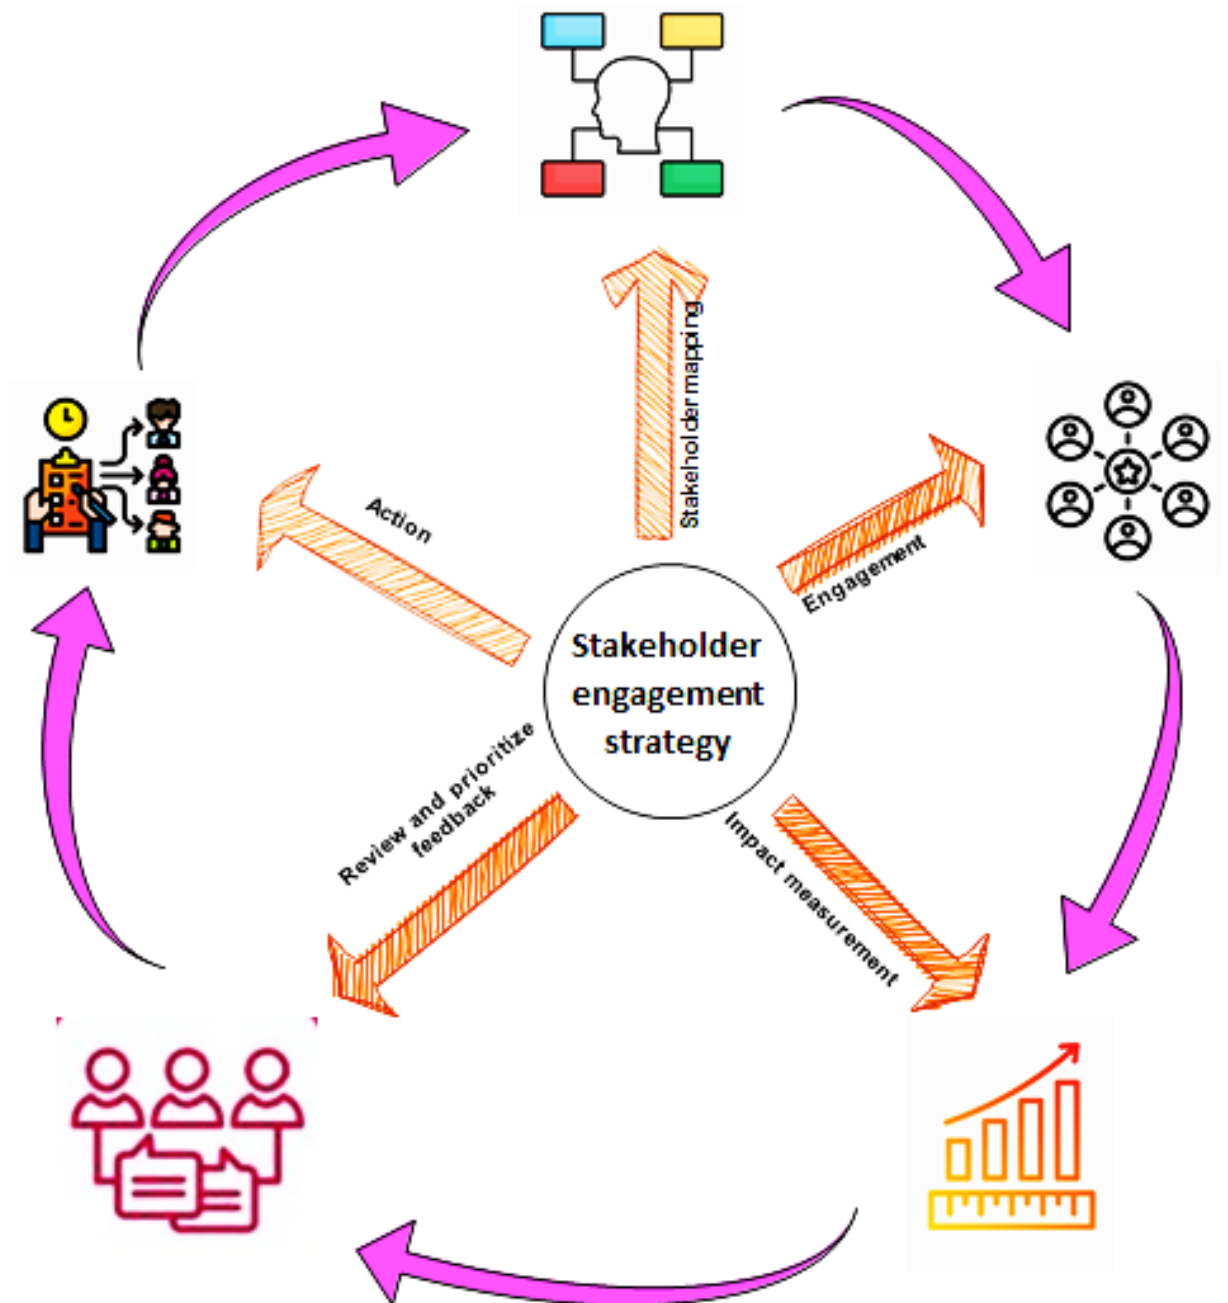 Stakeholder mapping
Engagement
Action
Stakeholder
engagement
strategy
Review and prioritize
feedback
Impact measurement